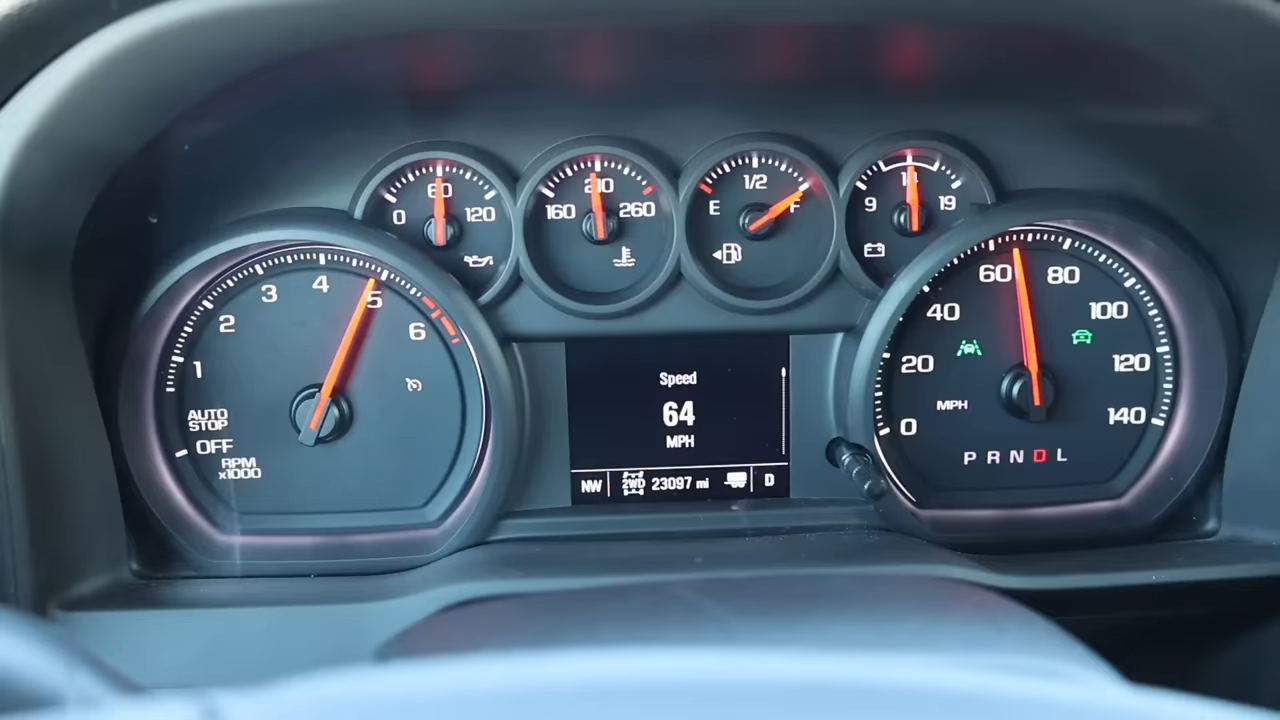 0 60 120
160 210 260
E 1/2 F
9 14 19
1 2 3 4 5 6
AUTO
STOP
OFF
RPM
x1000
Speed
64
MPH
NW 2WD 23097 mi D
0 20 40 60 80 100 120 140
MPH
P R N D L